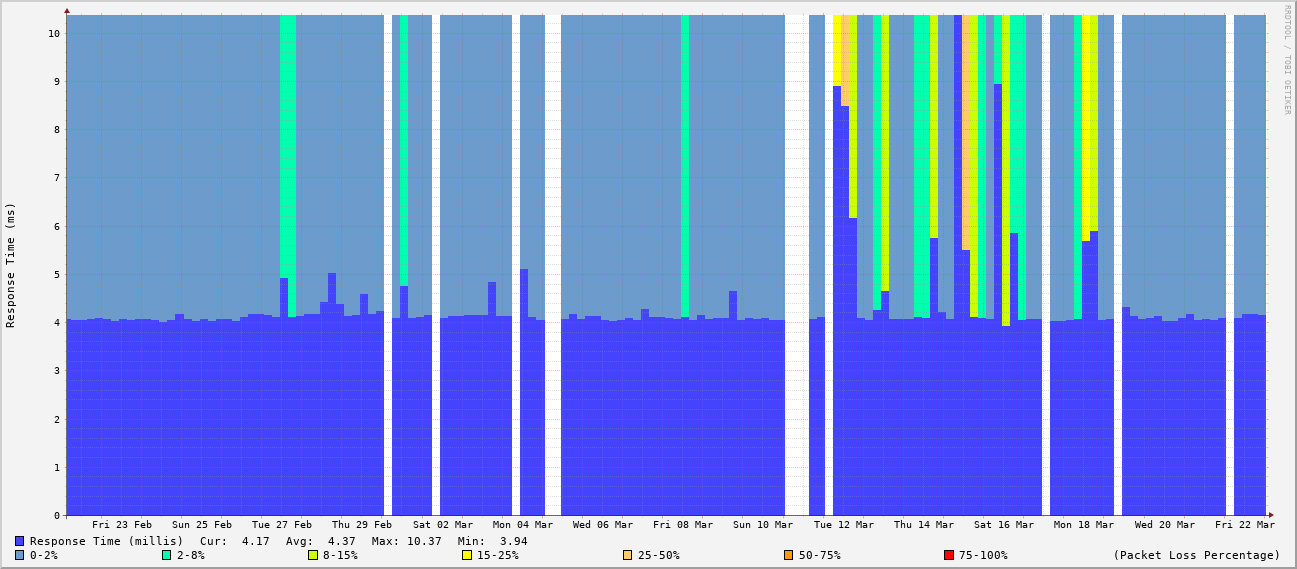 RRDTOOL / TOBI OETIKER
Response Time (ms)
10
9
8
7
6
5
4
3
2
1
0
Fri 23 Feb Sun 25 Feb Tue 27 Feb Thu 29 Feb Sat 02 Mar Mon 04 Mar Wed 06 Mar Fri 08 Mar Sun 10 Mar Tue 12 Mar Thu 14 Mar Sat 16 Mar Mon 18 Mar Wed 20 Mar Fri 22 Mar
Response Time (millis) Cur: 4.17 Avg: 4.37 Max: 10.37 Min: 3.94
0-2% 2-8% 8-15% 15-25% 25-50% 50-75% 75-100% (Packet Loss Percentage)